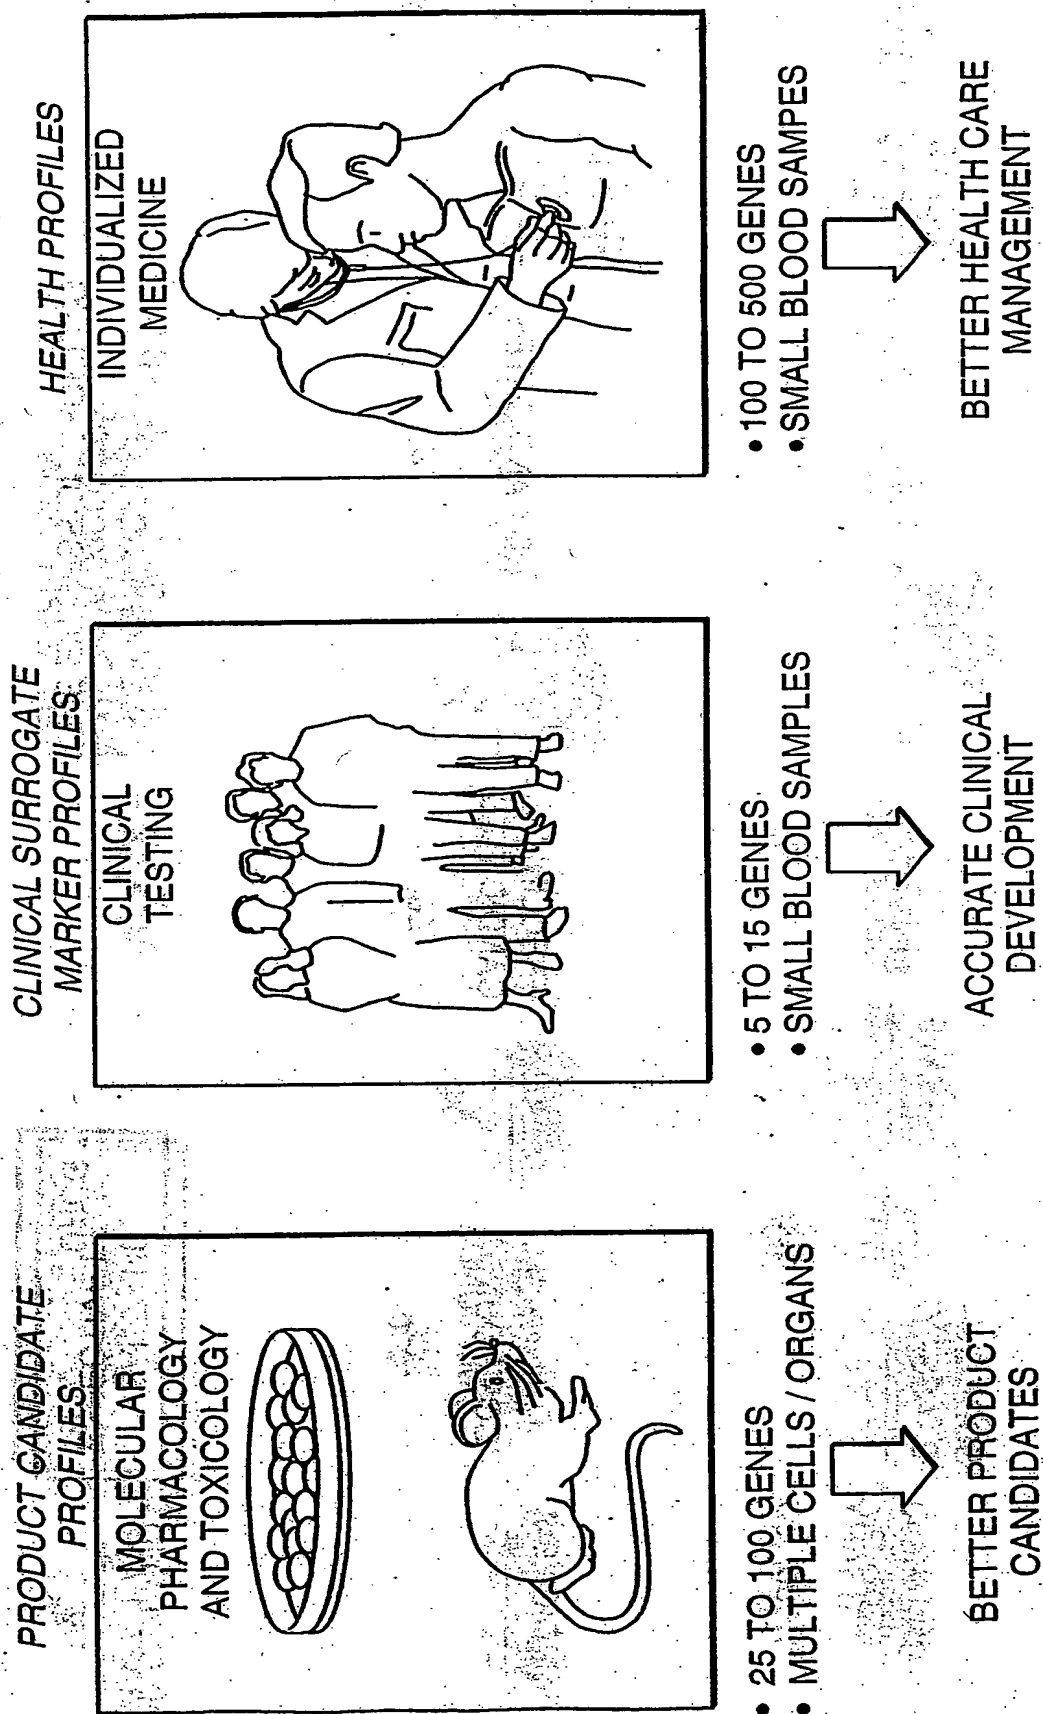 PRODUCT CANDIDATE
PROFILES
MOLECULAR
PHARMACOLOGY
AND TOXICOLOGY
• 25 TO 100 GENES
• MULTIPLE CELLS / ORGANS
BETTER PRODUCT
CANDIDATES
CLINICAL SURROGATE
MARKER PROFILES
CLINICAL
TESTING
• 5 TO 15 GENES
• SMALL BLOOD SAMPLES
ACCURATE CLINICAL
DEVELOPMENT
HEALTH PROFILES
INDIVIDUALIZED
MEDICINE
• 100 TO 500 GENES
• SMALL BLOOD SAMPES
BETTER HEALTH CARE
MANAGEMENT